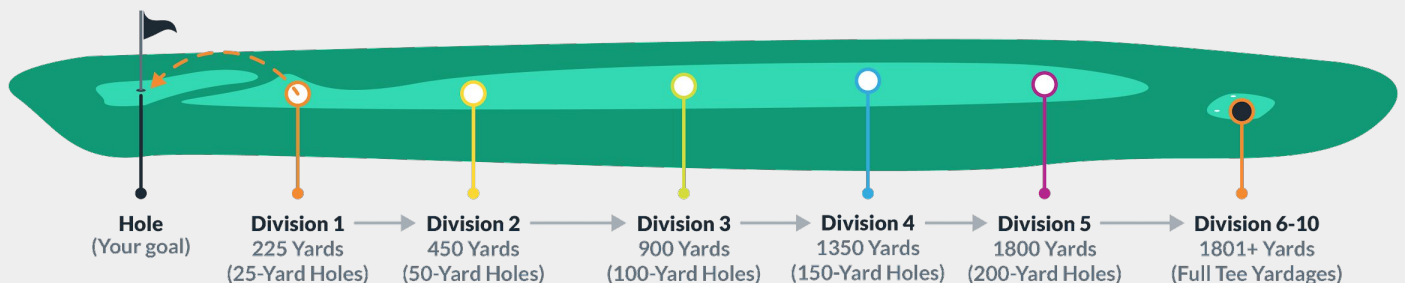 Hole
(Your goal)
Division 1
225 Yards
(25-Yard Holes)
Division 2
450 Yards
(50-Yard Holes)
Division 3
900 Yards
(100-Yard Holes)
Division 4
1350 Yards
(150-Yard Holes)
Division 5
1800 Yards
(200-Yard Holes)
Division 6-10
1801+ Yards
(Full Tee Yardages)